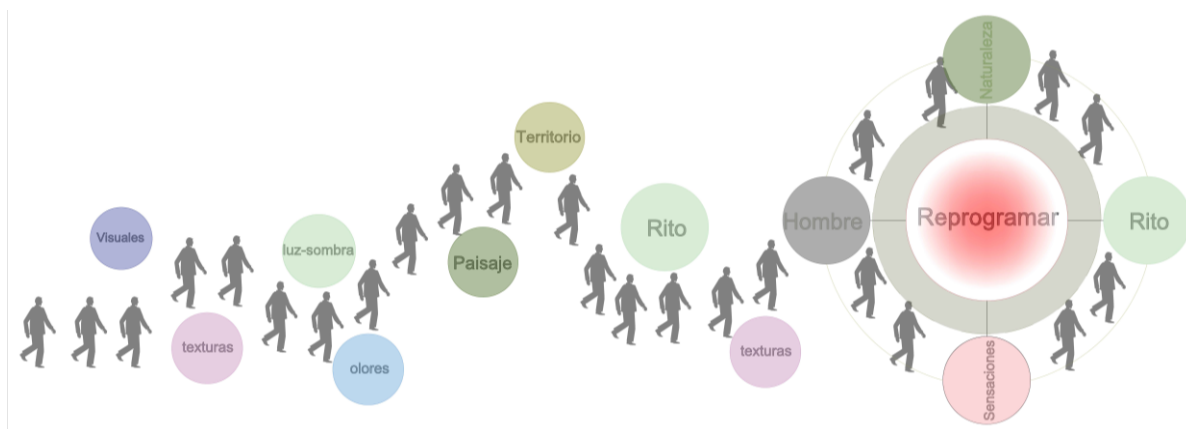 Visuales
texturas
luz-sombra
olores
Paisaje
Territorio
Rito
texturas
Naturaleza
Hombre
Reprogramar
Rito
Sensaciones